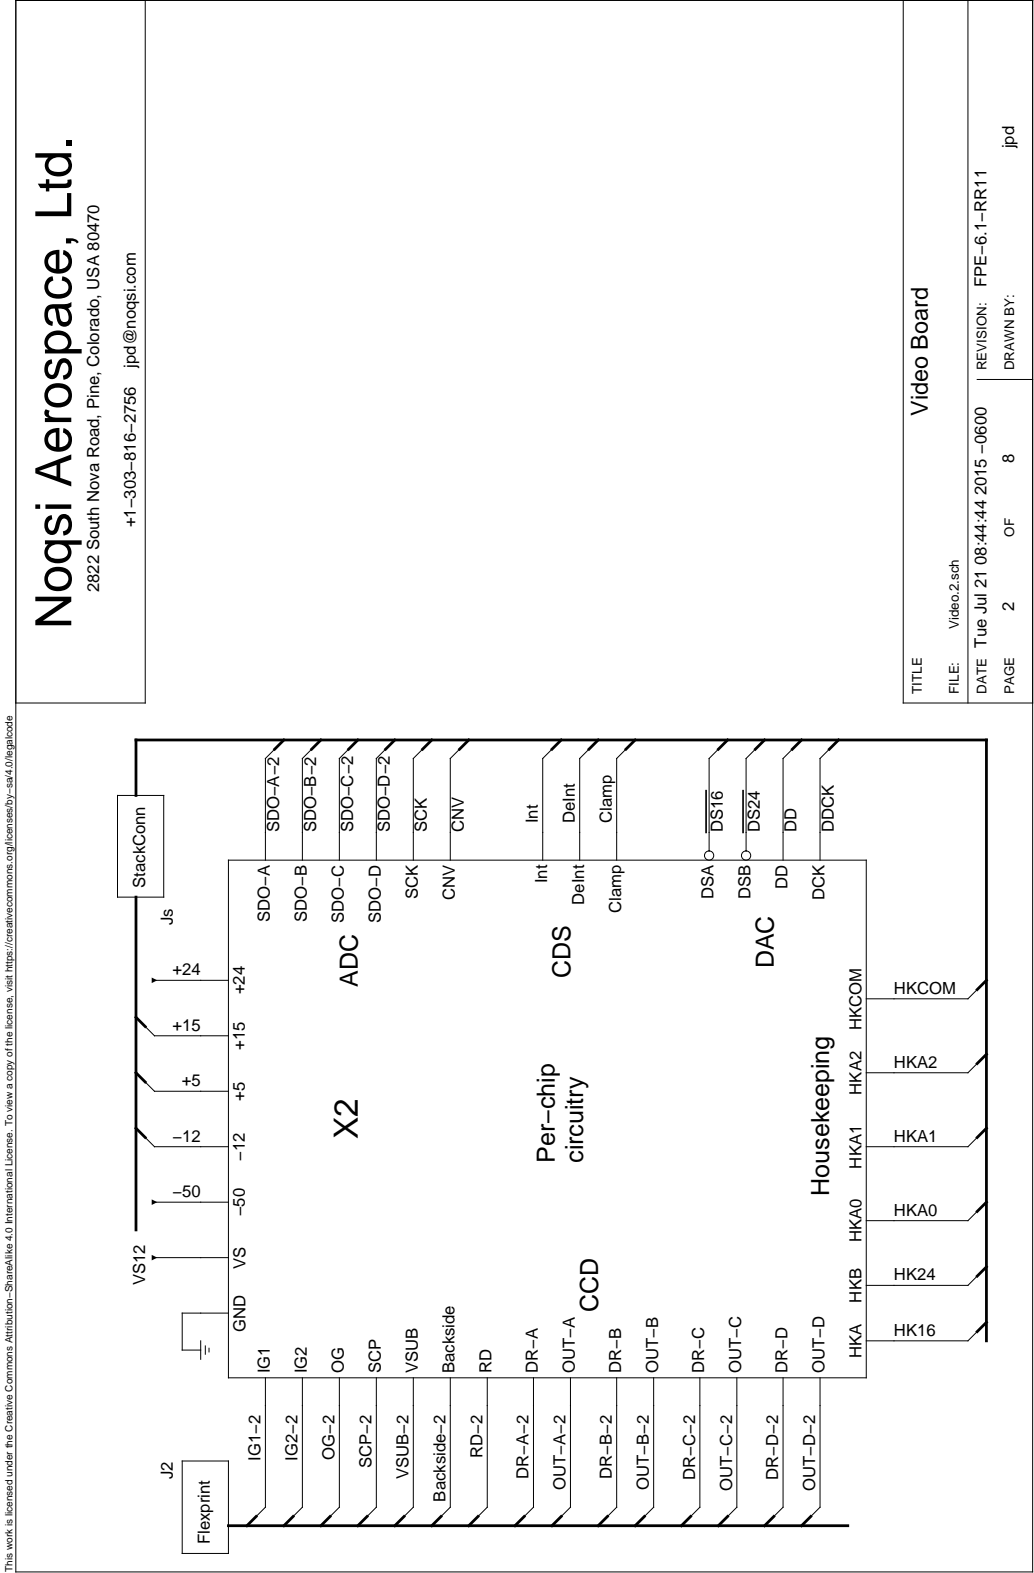 This work is licensed under the Creative Commons Attribution−ShareAlike 4.0 International License. To view a copy of the license, visit https://creativecommons.org/licenses/by−sa/4.0/legalcode
Noqsi Aerospace, Ltd.
2822 South Nova Road, Pine, Colorado, USA 80470
+1−303−816−2756 jpd@noqsi.com
J2
Flexprint
StackConn
Js
VS12
−50
−12
+5
+15
+24
GND
VS
−50
−12
+5
+15
+24
IG1−2
IG2−2
OG−2
SCP−2
VSUB−2
Backside−2
RD−2
DR−A−2
OUT−A−2
DR−B−2
OUT−B−2
DR−C−2
OUT−C−2
DR−D−2
OUT−D−2
IG1
IG2
OG
SCP
VSUB
Backside
RD
DR−A
OUT−A
DR−B
OUT−B
DR−C
OUT−C
DR−D
OUT−D
CCD
X2
Per−chip
circuitry
ADC
CDS
DAC
Housekeeping
SDO−A
SDO−B
SDO−C
SDO−D
SCK
CNV
Int
DeInt
Clamp
DSA
DSB
DD
DCK
SDO−A−2
SDO−B−2
SDO−C−2
SDO−D−2
SCK
CNV
Int
DeInt
Clamp
DS16
DS24
DD
DDCK
HKA
HKB
HKA0
HKA1
HKA2
HKCOM
HK16
HK24
HKA0
HKA1
HKA2
HKCOM
TITLE
Video Board
FILE: Video.2.sch
DATE Tue Jul 21 08:44:44 2015 −0600
REVISION: FPE−6.1−RR11
PAGE 2 OF 8
DRAWN BY: jpd